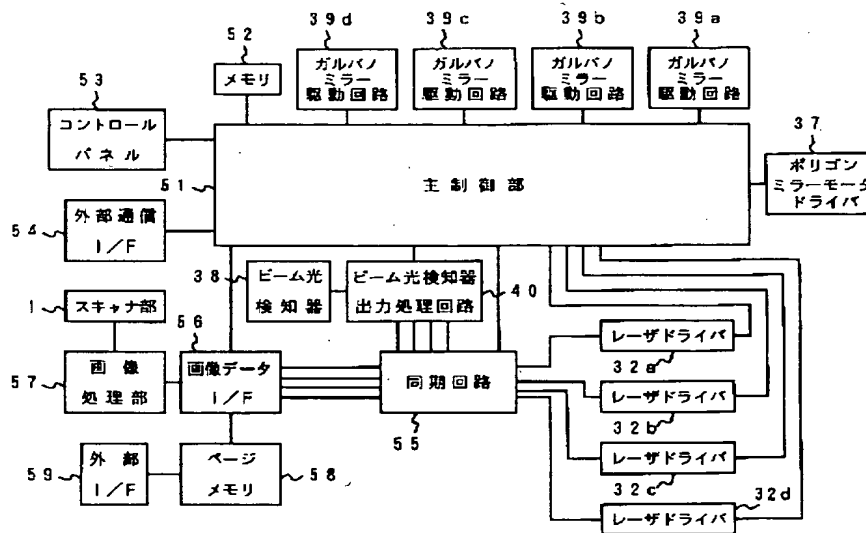 39d
39c
39b
39a
52
ガルバノ
ミラー
駆動回路
ガルバノ
ミラー
駆動回路
ガルバノ
ミラー
駆動回路
ガルバノ
ミラー
駆動回路
メモリ
53
コントロール
パネル
37
51
主制御部
ポリゴン
ミラーモータ
ドライバ
54
外部通信
I/F
38
ビーム光
検知器
ビーム光検知器
出力処理回路
40
1
スキャナ部
56
レーザドライバ
32a
57
画像
処理部
画像データ
I/F
同期回路
55
レーザドライバ
32b
59
外部
I/F
ページ
メモリ
58
レーザドライバ
32c
32d
レーザドライバ